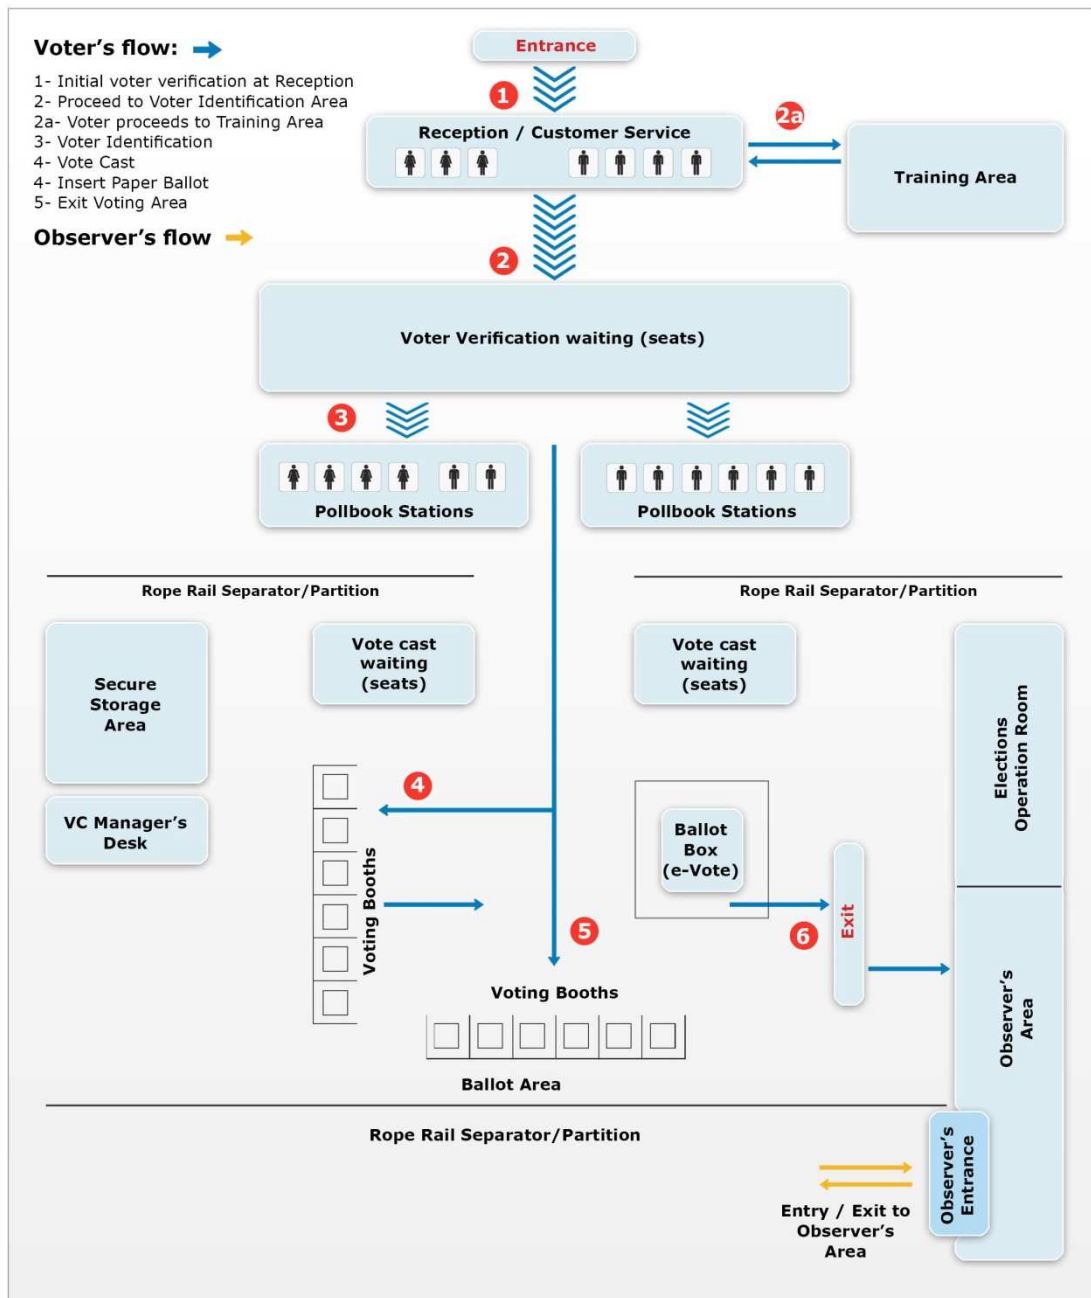 Voter's flow:
1- Initial voter verification at Reception
2- Proceed to Voter Identification Area
2a- Voter proceeds to Training Area
3- Voter Identification
4- Vote Cast
4- Insert Paper Ballot
5- Exit Voting Area
Observer's flow
Entrance
1
Reception / Customer Service
2a
Training Area
2
Voter Verification waiting (seats)
3
Pollbook Stations
Pollbook Stations
Rope Rail Separator/Partition
Rope Rail Separator/Partition
Secure
Storage
Area
Vote cast
waiting
(seats)
Vote cast
waiting
(seats)
Elections
Operation Room
VC Manager's
Desk
4
Voting Booths
Ballot
Box
(e-Vote)
5
6
Exit
Observer's
Area
Voting Booths
Ballot Area
Rope Rail Separator/Partition
Observer's
Entrance
Entry / Exit to
Observer's
Area